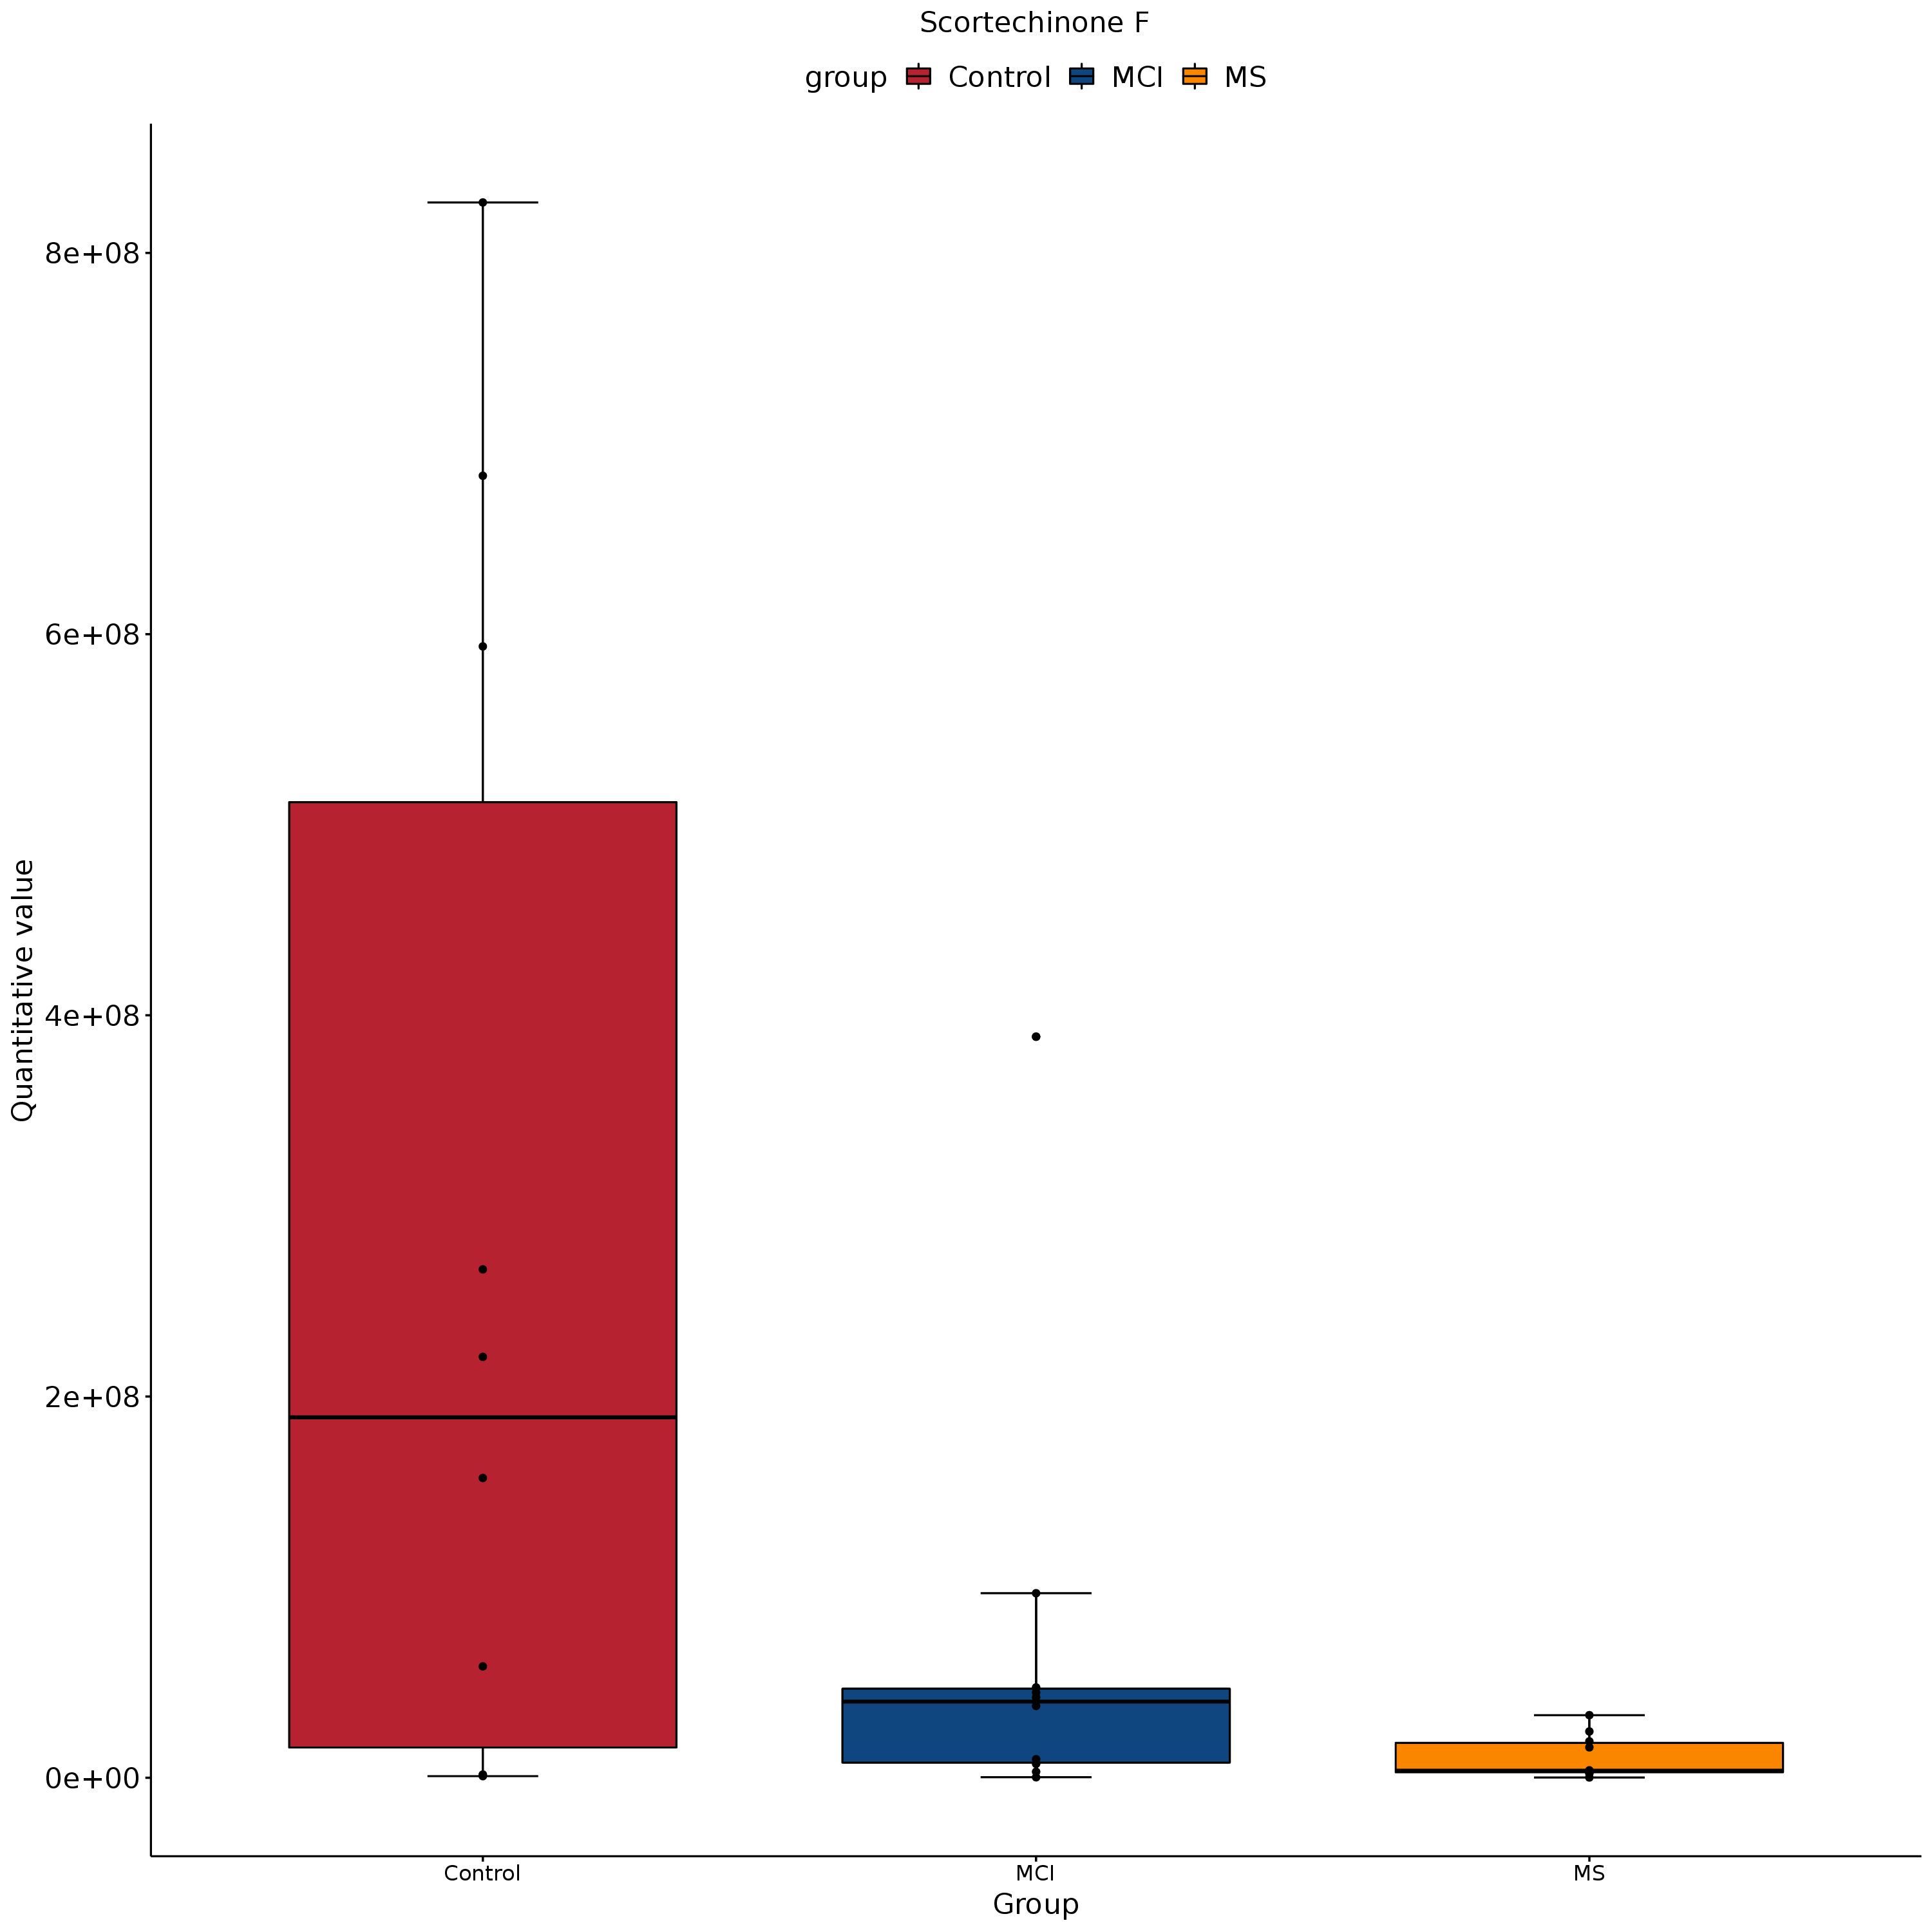 Scortechinone F
group Control MCI MS
Quantitative value
8e+08
6e+08
4e+08
2e+08
0e+00
Control MCI MS
Group